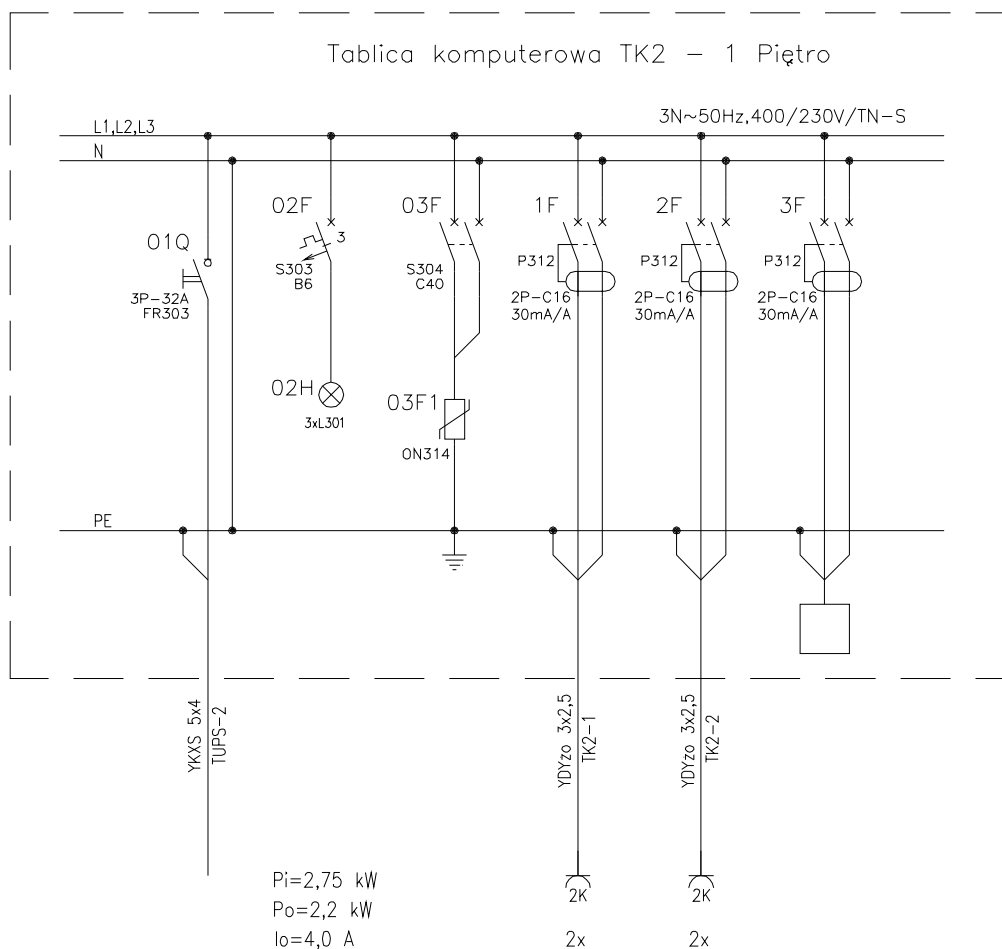 Tablica komputerowa TK2 – 1 Piętro
L1,L2,L3
3N~50Hz,400/230V/TN-S
N
01Q
3P-32A
FR303
02F
3
S303
B6
02H
3xL301
03F
S304
C40
03F1
ON314
1F
P312
2P-C16
30mA/A
2F
P312
2P-C16
30mA/A
3F
P312
2P-C16
30mA/A
PE
YKXS 5x4
TUPS-2
YDYżo 3x2,5
TK2-1
YDYżo 3x2,5
TK2-2
2K
2K
Pi=2,75 kW
Po=2,2 kW
Io=4,0 A
2x
2x